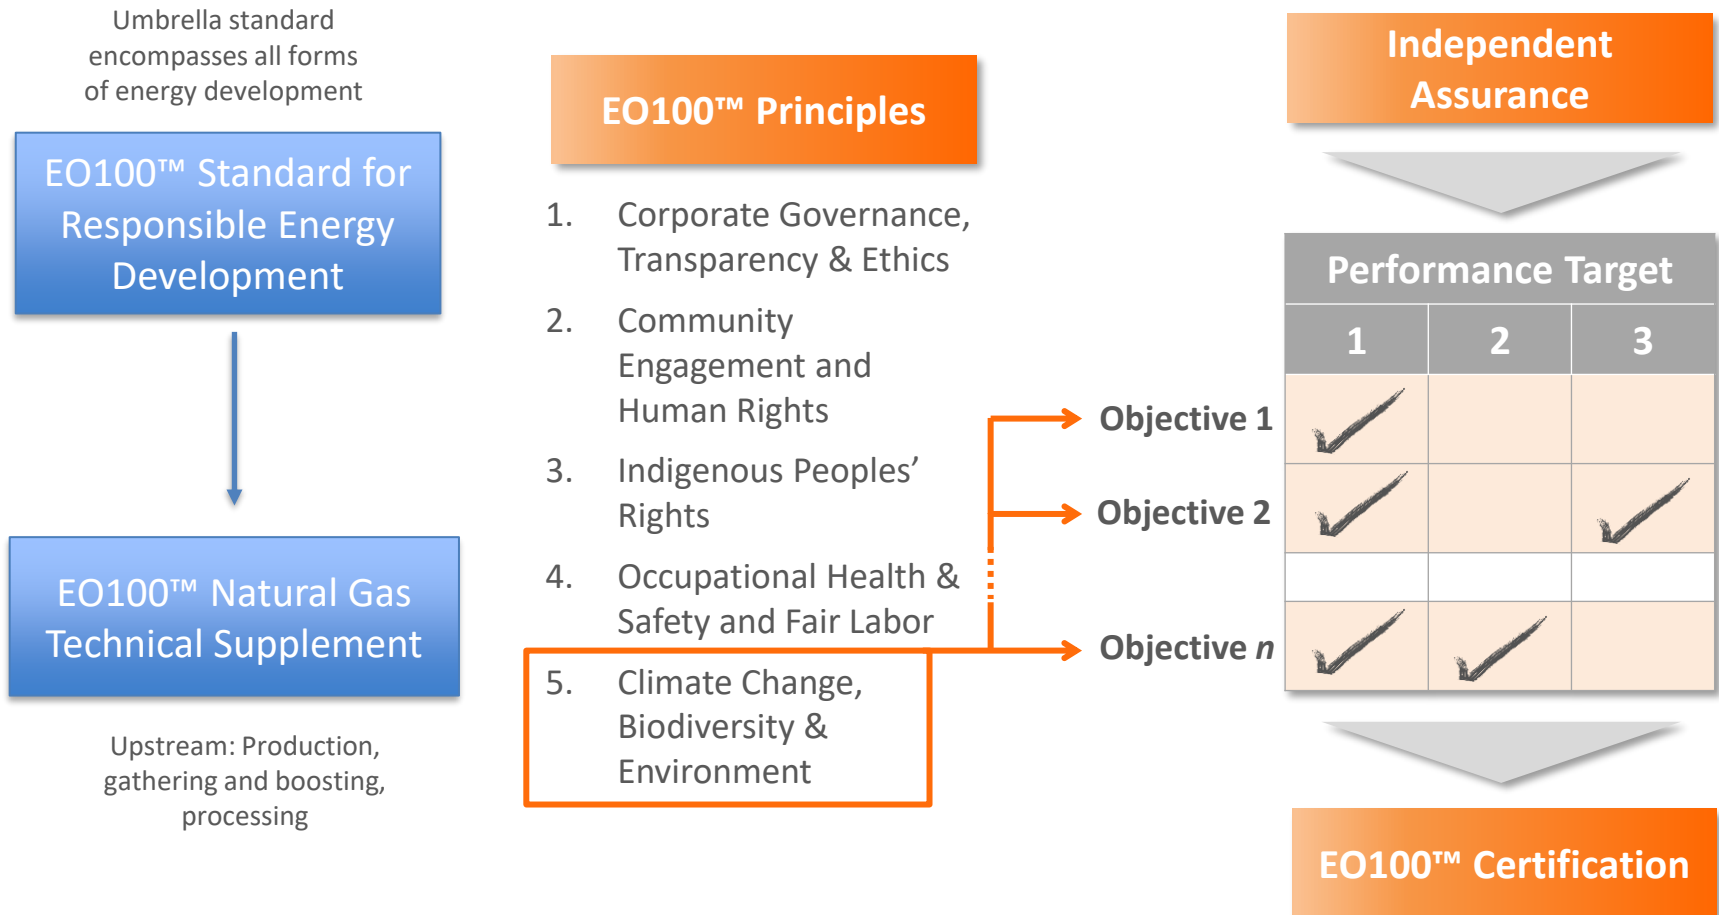 Umbrella standard
encompasses all forms
of energy development
EO100™ Standard for
Responsible Energy
Development
EO100™ Natural Gas
Technical Supplement
Upstream: Production,
gathering and boosting,
processing
EO100™ Principles
1. Corporate Governance,
Transparency & Ethics
2. Community
Engagement and
Human Rights
3. Indigenous Peoples’
Rights
4. Occupational Health &
Safety and Fair Labor
5. Climate Change,
Biodiversity &
Environment
Objective 1
Objective 2
Objective n
Independent
Assurance
Performance Target
1 2 3
EO100™ Certification